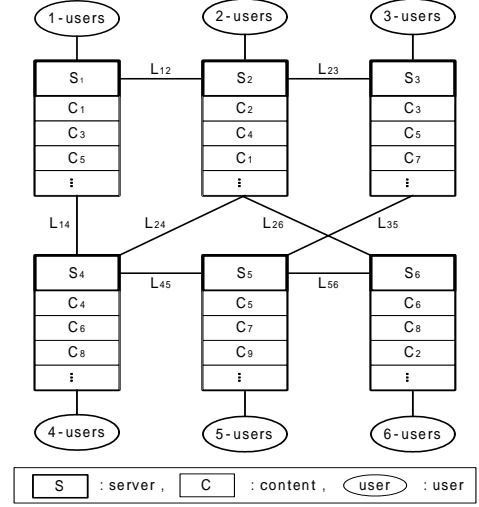 1-users 2-users 3-users
L12 L23
S1 S2 S3
C1 C2 C3
C3 C4 C5
C5 C1 C7
⋮ ⋮ ⋮
L14 L24 L26 L35
S4 S5 S6
L45 L56
C4 C5 C6
C6 C7 C8
C8 C9 C2
⋮ ⋮ ⋮
4-users 5-users 6-users
S : server , C : content , user : user